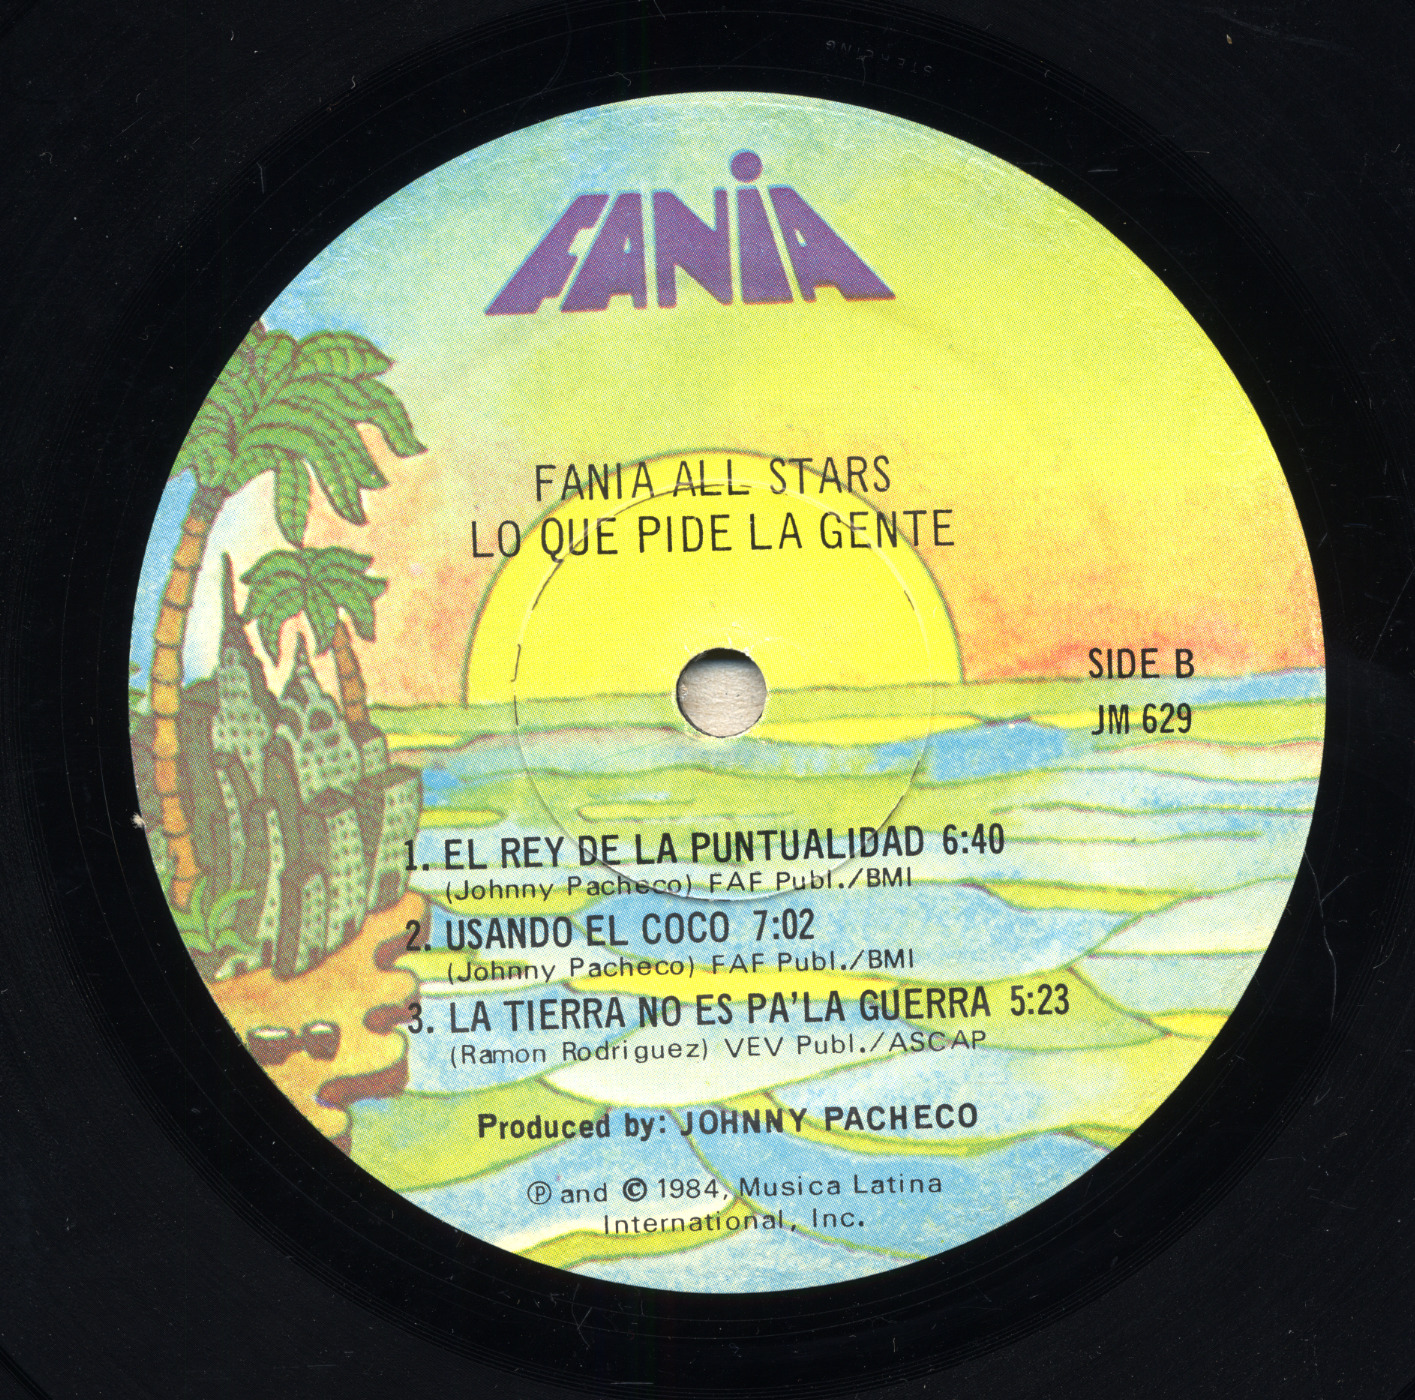 FANiA
FANIA ALL STARS
LO QUE PIDE LA GENTE
SIDE B
JM 629
1. EL REY DE LA PUNTUALIDAD 6:40
(Johnny Pacheco) FAF Publ./BMI
2. USANDO EL COCO 7:02
(Johnny Pacheco) FAF Publ./BMI
3. LA TIERRA NO ES PA'LA GUERRA 5:23
(Ramon Rodriguez) VEV Publ./ASCAP
Produced by: JOHNNY PACHECO
Ⓟ and © 1984, Musica Latina
International, Inc.